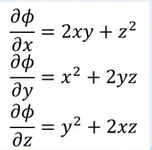 ∂ϕ/∂x = 2xy + z²
∂ϕ/∂y = x² + 2yz
∂ϕ/∂z = y² + 2xz